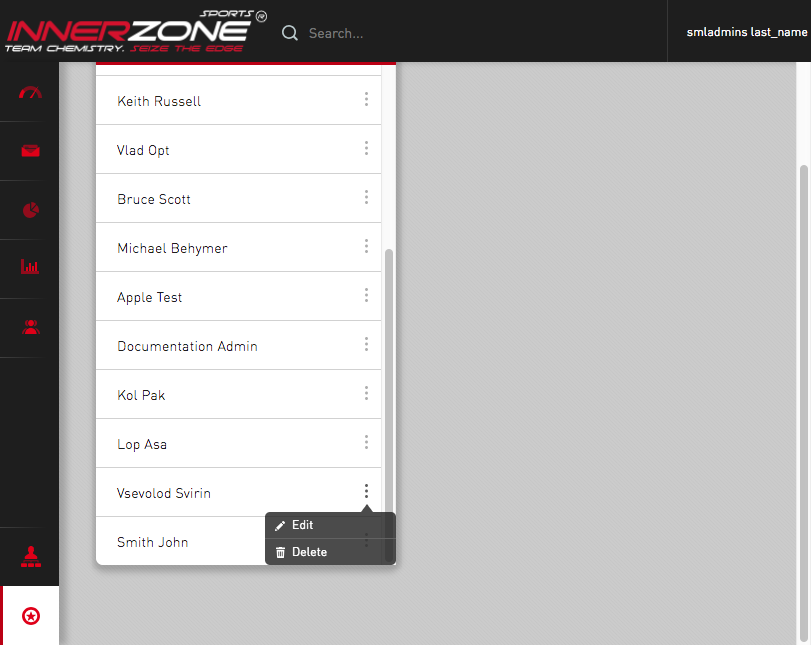 SPORTS ®
INNERZONE
TEAM CHEMISTRY. SEIZE THE EDGE
Search...
smladmins last_name
Keith Russell
Vlad Opt
Bruce Scott
Michael Behymer
Apple Test
Documentation Admin
Kol Pak
Lop Asa
Vsevolod Svirin
Edit
Smith John
Delete